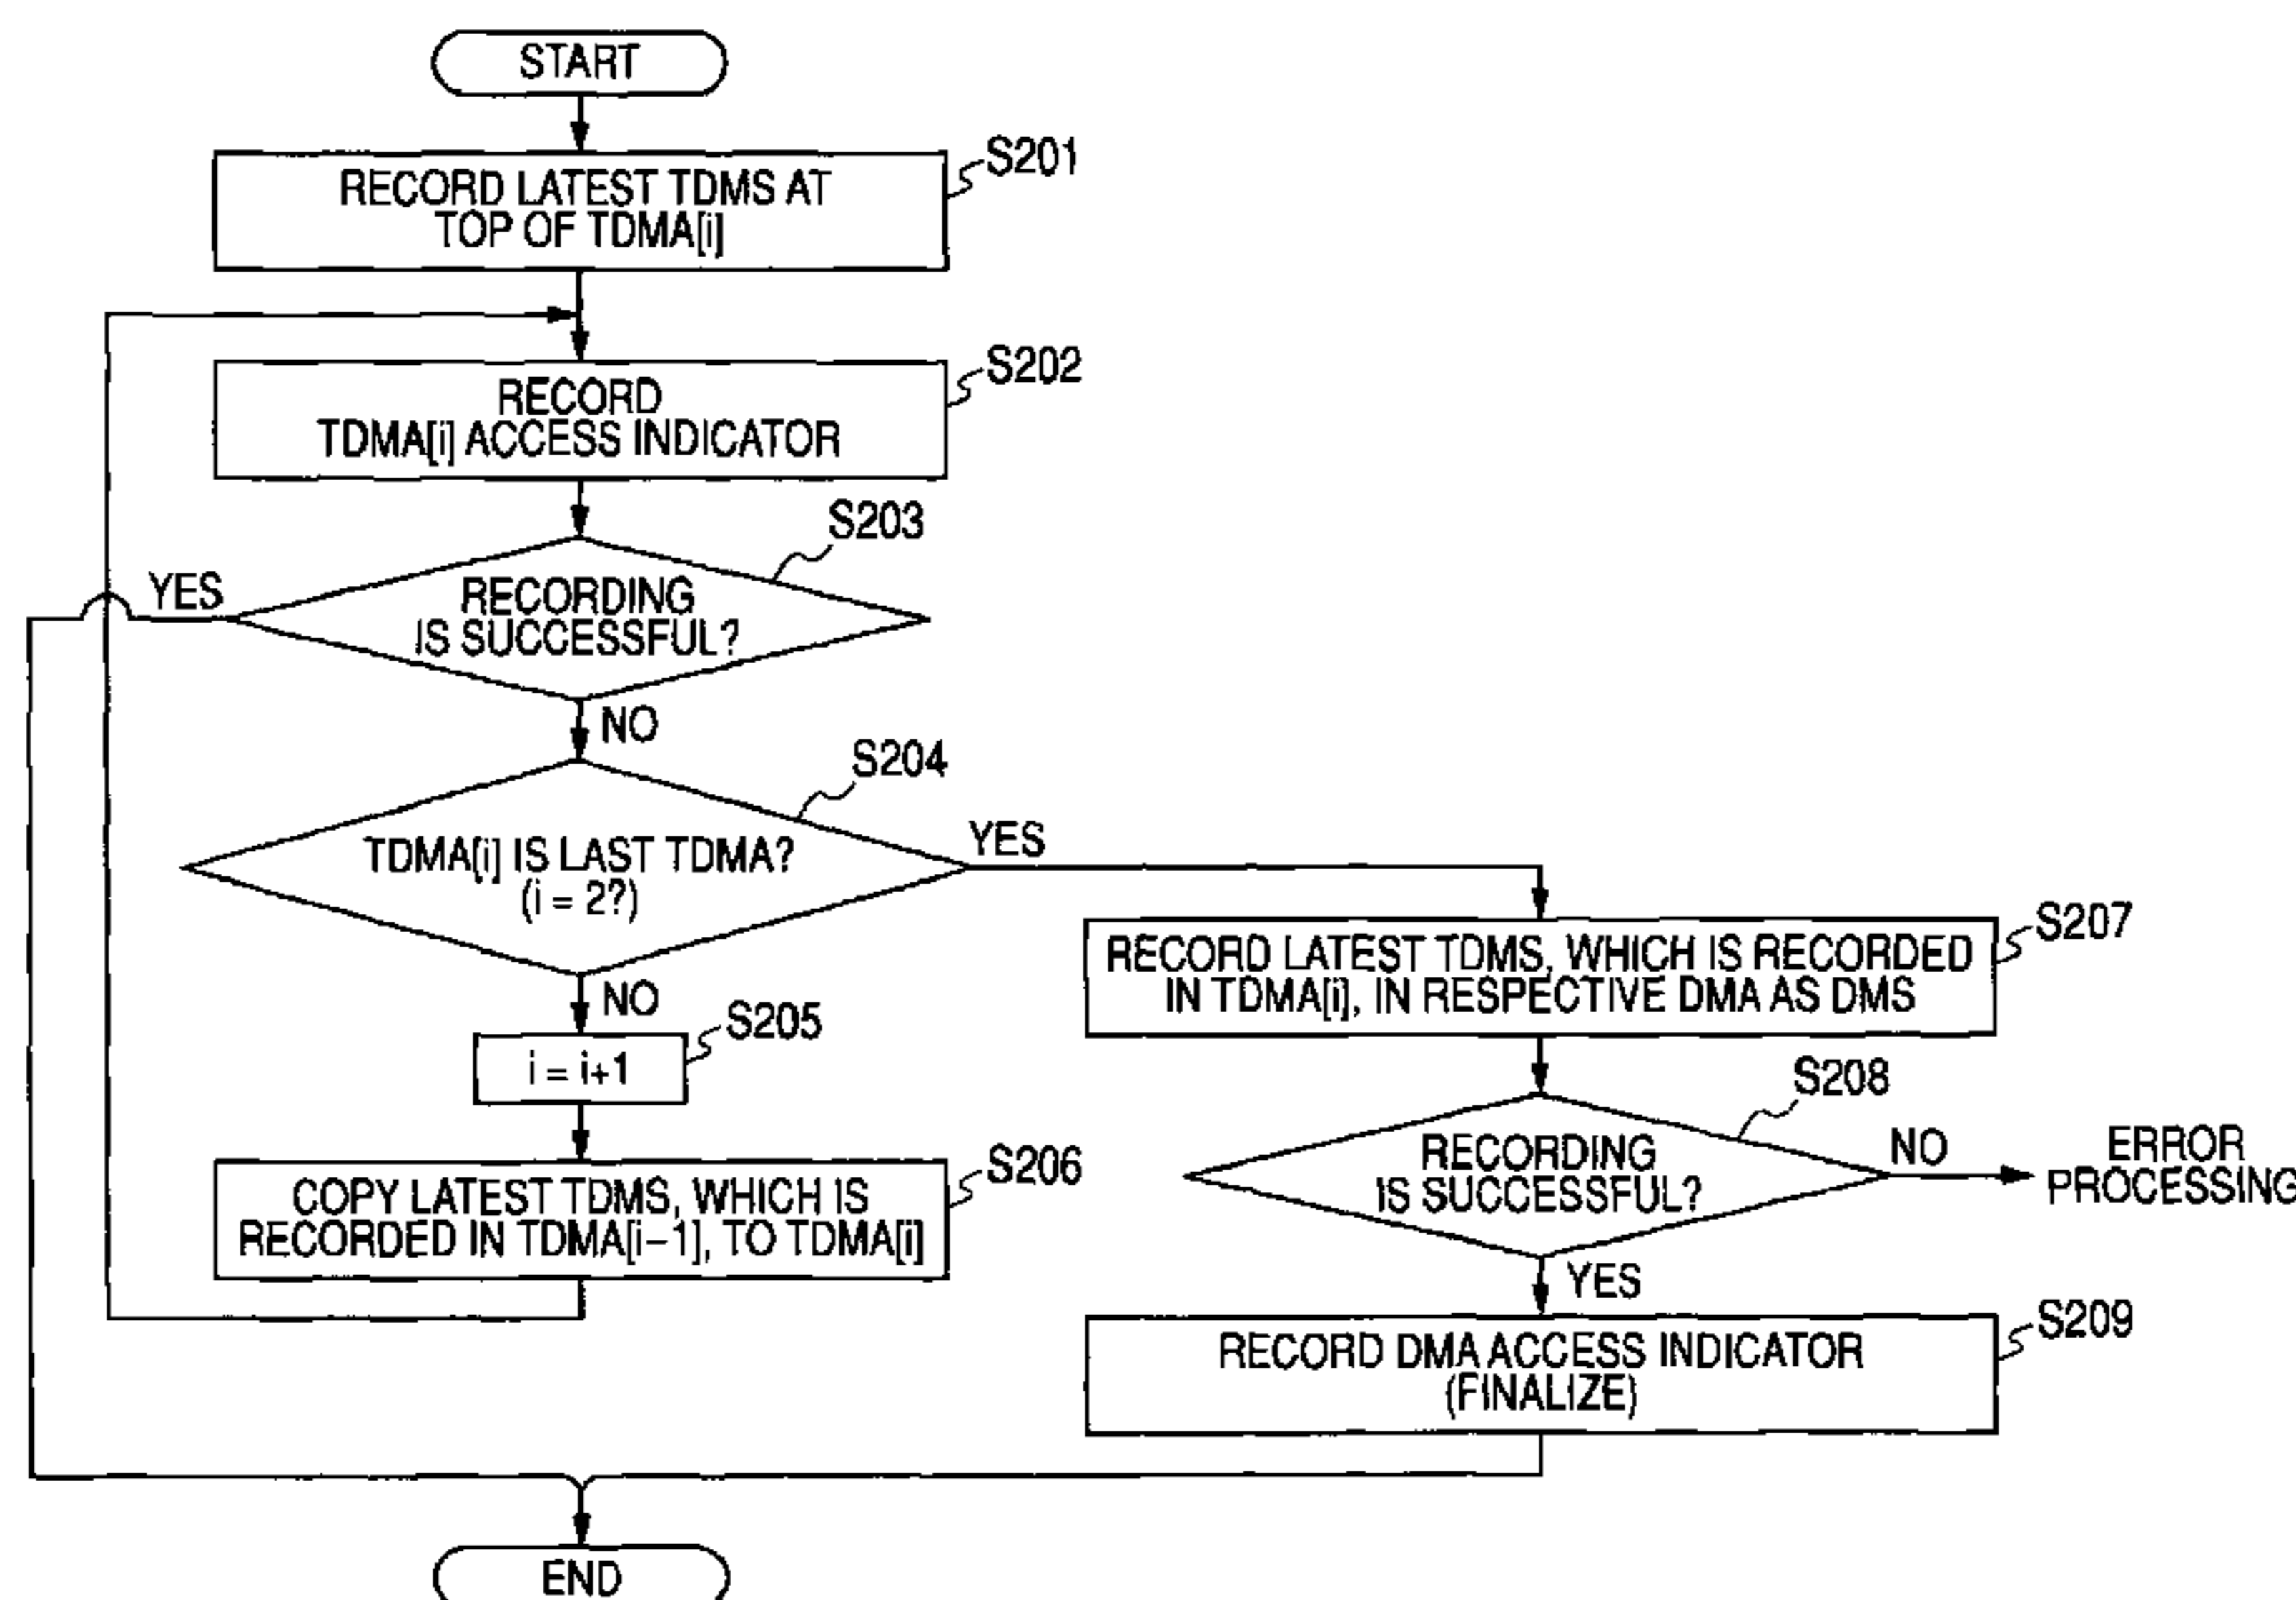 START
S201
RECORD LATEST TDMS AT
TOP OF TDMA[i]
S202
RECORD
TDMA[i] ACCESS INDICATOR
S203
YES
RECORDING
IS SUCCESSFUL?
NO
S204
TDMA[i] IS LAST TDMA?
(i = 2?)
YES
NO
S205
i = i+1
S206
COPY LATEST TDMS, WHICH IS
RECORDED IN TDMA[i-1], TO TDMA[i]
S207
RECORD LATEST TDMS, WHICH IS RECORDED
IN TDMA[i], IN RESPECTIVE DMA AS DMS
S208
RECORDING
IS SUCCESSFUL?
NO
ERROR
PROCESSING
YES
S209
RECORD DMA ACCESS INDICATOR
(FINALIZE)
END